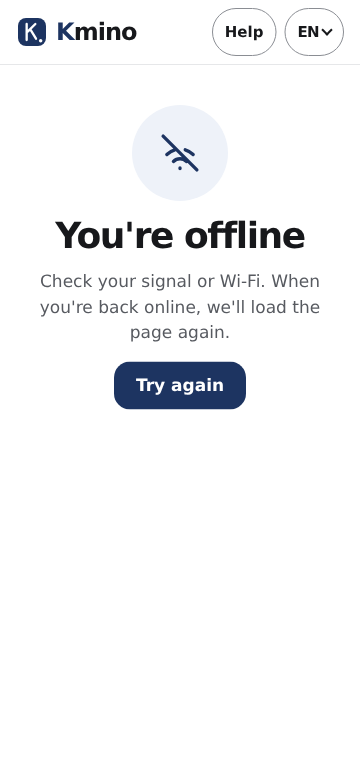 K. Kmino
Help
EN
You're offline
Check your signal or Wi-Fi. When
you're back online, we'll load the
page again.
Try again